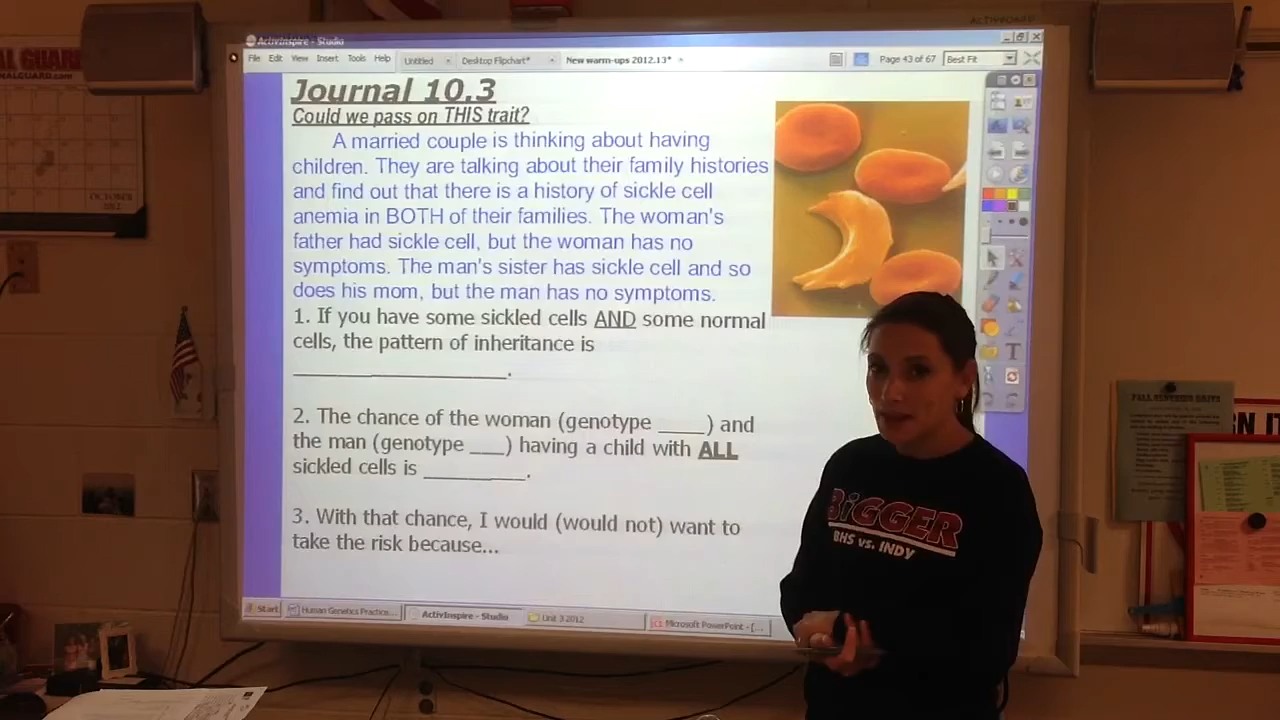 ACTIVBOARD
AL GUARD
NALGUARD.com
ActivInspire - Studio
File Edit View Insert Tools Help
Untitled Desktop Flipchart* New warm-ups 2012.13*
Page 43 of 67 Best Fit
Journal 10.3
Could we pass on THIS trait?
A married couple is thinking about having
children. They are talking about their family histories
and find out that there is a history of sickle cell
anemia in BOTH of their families. The woman's
father had sickle cell, but the woman has no
symptoms. The man's sister has sickle cell and so
does his mom, but the man has no symptoms.
1. If you have some sickled cells AND some normal
cells, the pattern of inheritance is
____________________.
2. The chance of the woman (genotype ____) and
the man (genotype ___) having a child with ALL
sickled cells is _________.
3. With that chance, I would (would not) want to
take the risk because...
Start Human Genetics Practice... ActivInspire - Studio Unit 3 2012 Microsoft PowerPoint - [...
OCTOBER
2012
BIGGER
BHS vs. INDY